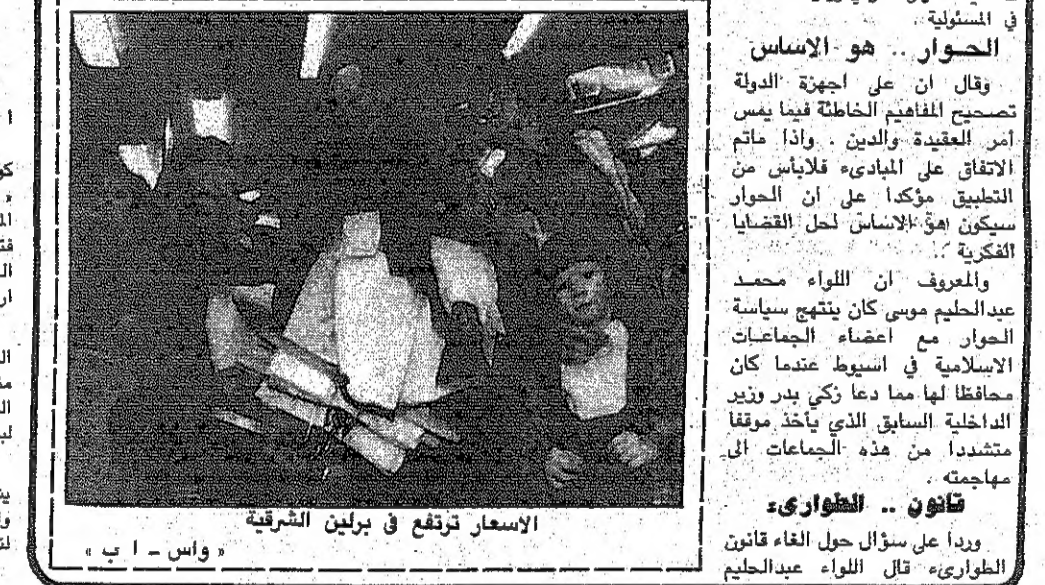 في المسئولية .
الحوار .. هو الاساس
وقال ان على اجهزة الدولة
تصحيح المفاهيم الخاطئة فيما يمس
أمر العقيدة والدين . واذا ماتم
الاتفاق على المبادىء فلابأس من
التطبيق مؤكدا على ان الحوار
سيكون هو الاساس لحل القضايا
الفكرية ..
والمعروف ان اللواء محمد
عبدالحليم موسى كان ينتهج سياسة
الحوار مع اعضاء الجماعات
الاسلامية في اسيوط عندما كان
محافظا لها مما دعا زكي بدر وزير
الداخلية السابق الذي يأخذ موقفا
متشددا من هذه الجماعات الى
مهاجمته .
قانون .. الطوارىء
وردا على سؤال حول الغاء قانون
الطوارىء قال اللواء عبدالحليم
الاسعار ترتفع فى برلين الشرقية
« واس ــ ا ب »